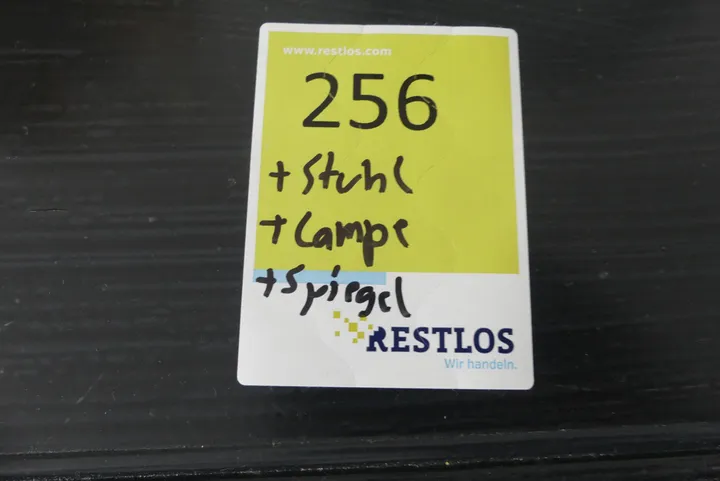 www.restlos.com
256
+ Stuhl
+ Lampe
+ Spiegel
RESTLOS
Wir handeln.